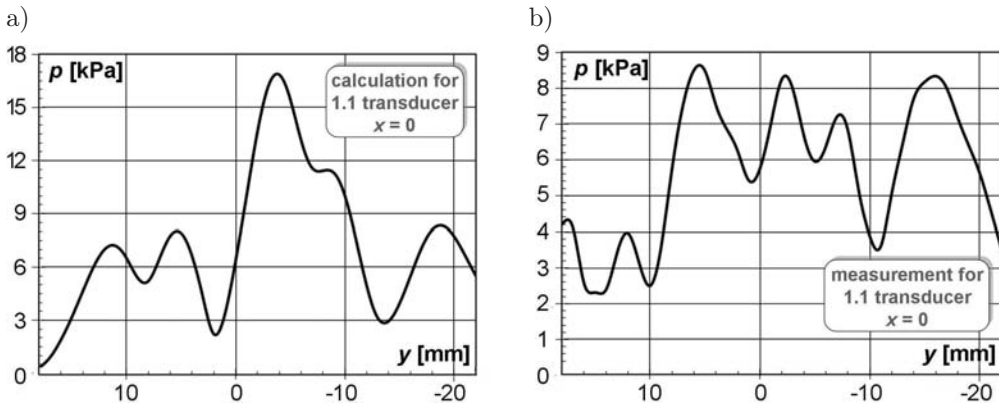 a)
18
15
12
9
6
3
0
p [kPa]
calculation for
1.1 transducer
x = 0
y [mm]
10
0
-10
-20
b)
9
8
7
6
5
4
3
2
1
0
p [kPa]
measurement for
1.1 transducer
x = 0
y [mm]
10
0
-10
-20